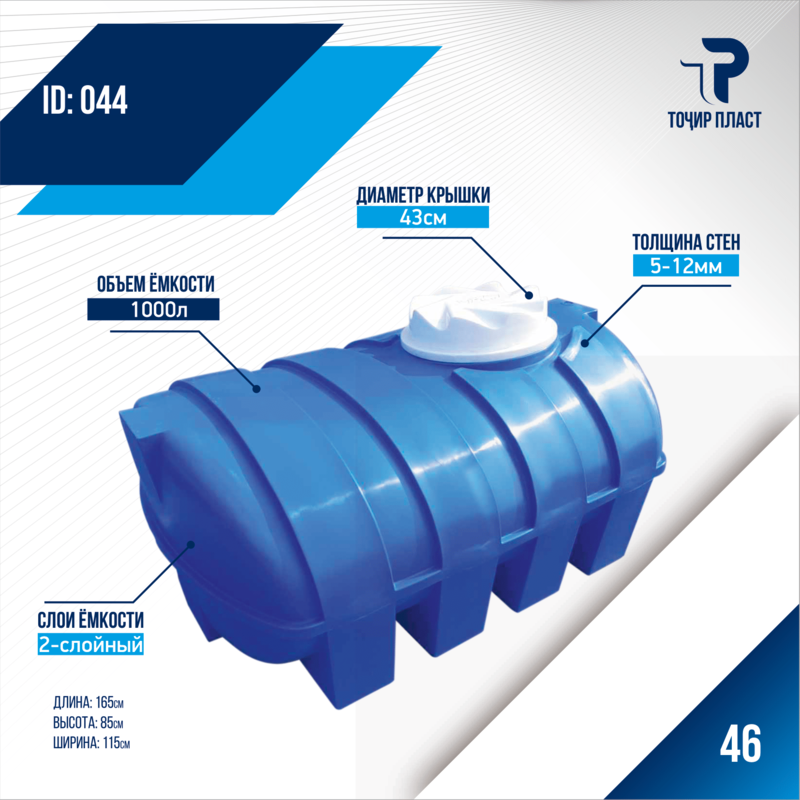 ID: 044
ТОҶИР ПЛАСТ
ДИАМЕТР КРЫШКИ
43см
ТОЛЩИНА СТЕН
5-12мм
ОБЪЕМ ЁМКОСТИ
1000л
СЛОИ ЁМКОСТИ
2-слойный
ДЛИНА: 165см
ВЫСОТА: 85см
ШИРИНА: 115см
46